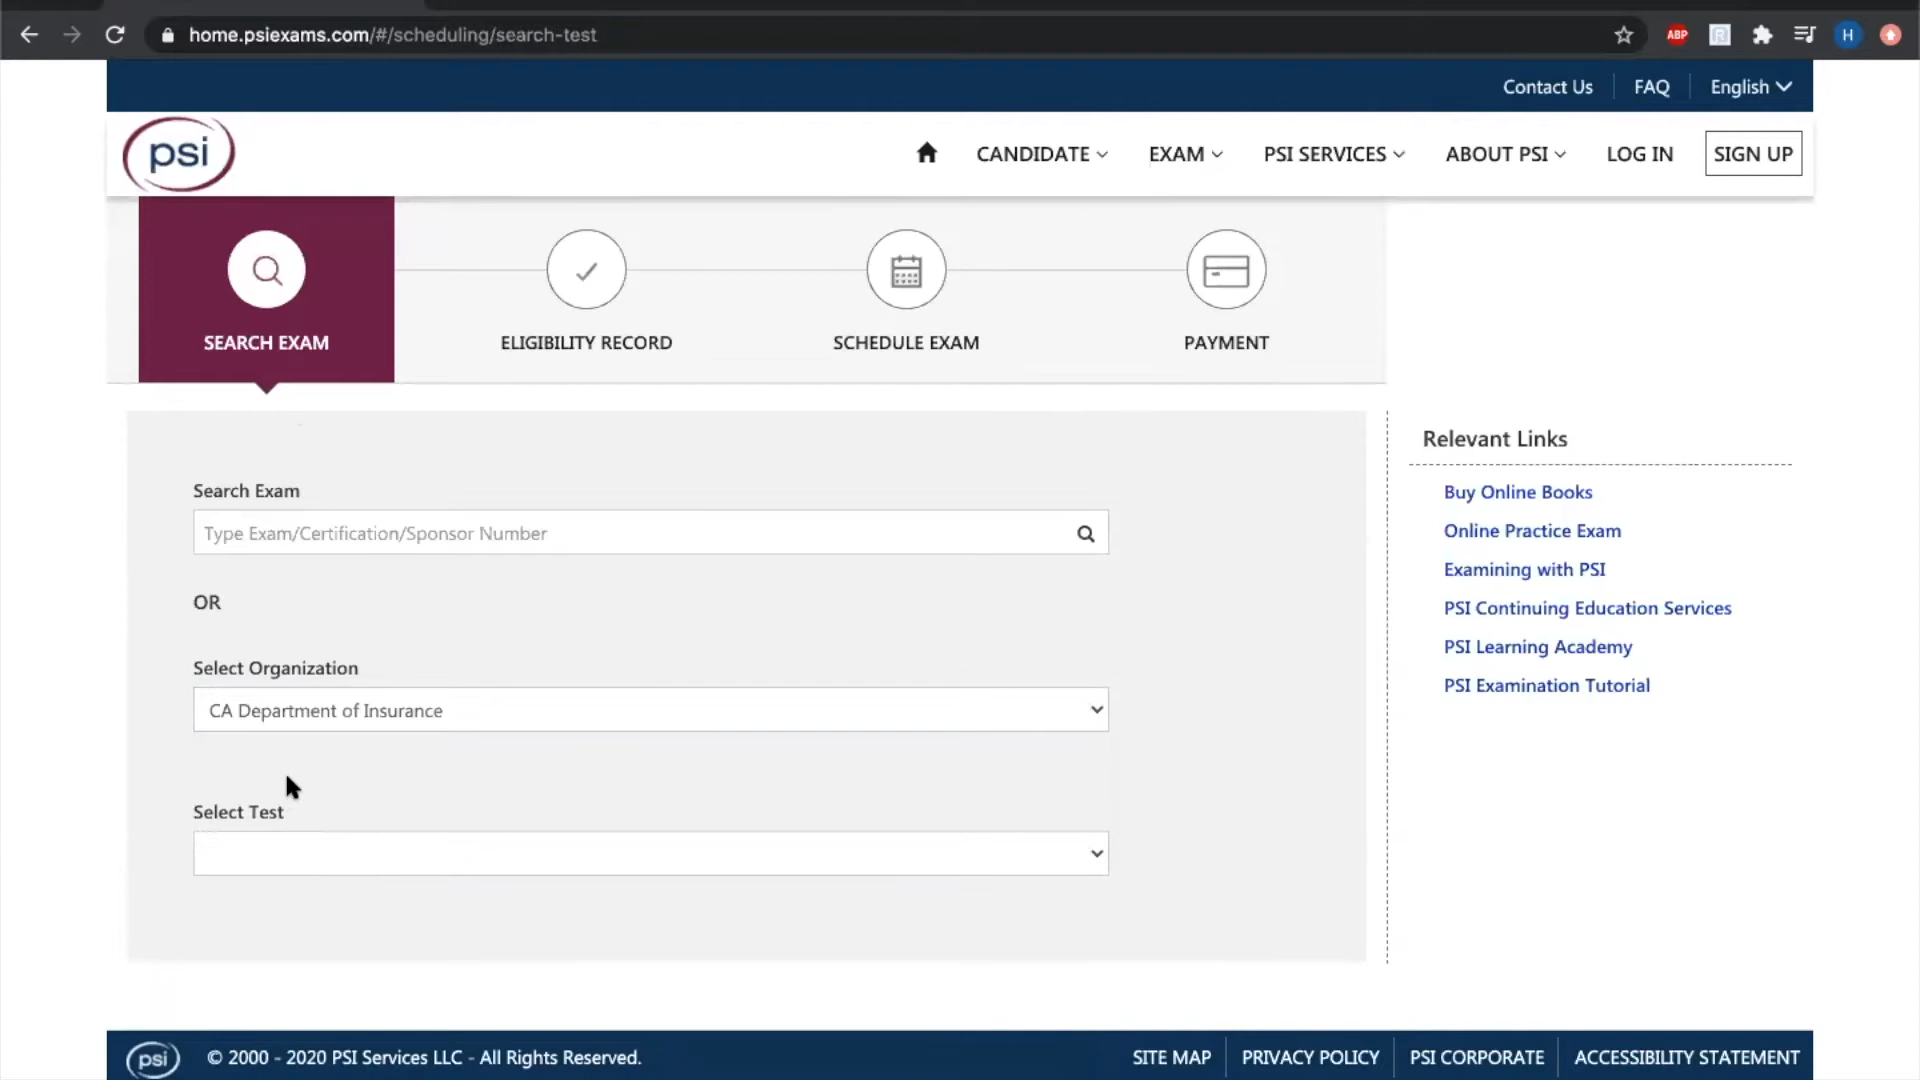 home.psiexams.com/#/scheduling/search-test
ABP
H
Contact Us
FAQ
English
psi
CANDIDATE
EXAM
PSI SERVICES
ABOUT PSI
LOG IN
SIGN UP
SEARCH EXAM
ELIGIBILITY RECORD
SCHEDULE EXAM
PAYMENT
Search Exam
Type Exam/Certification/Sponsor Number
OR
Select Organization
CA Department of Insurance
Select Test
Relevant Links
Buy Online Books
Online Practice Exam
Examining with PSI
PSI Continuing Education Services
PSI Learning Academy
PSI Examination Tutorial
psi
© 2000 - 2020 PSI Services LLC - All Rights Reserved.
SITE MAP
PRIVACY POLICY
PSI CORPORATE
ACCESSIBILITY STATEMENT